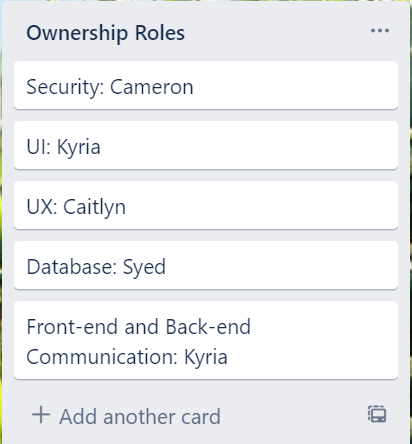 Ownership Roles
Security: Cameron
UI: Kyria
UX: Caitlyn
Database: Syed
Front-end and Back-end
Communication: Kyria
+ Add another card